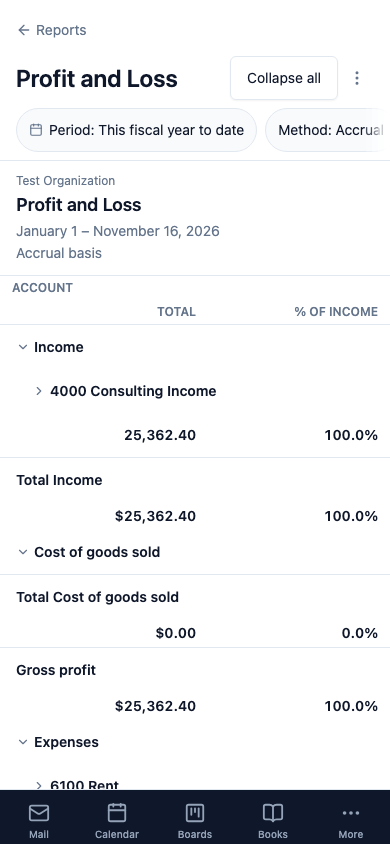 Reports
Profit and Loss
Collapse all
Period: This fiscal year to date
Method: Accrual
Test Organization
Profit and Loss
January 1 – November 16, 2026
Accrual basis
ACCOUNT
TOTAL % OF INCOME
Income
4000 Consulting Income
25,362.40 100.0%
Total Income
$25,362.40 100.0%
Cost of goods sold
Total Cost of goods sold
$0.00 0.0%
Gross profit
$25,362.40 100.0%
Expenses
6100 Rent
Mail Calendar Boards Books More